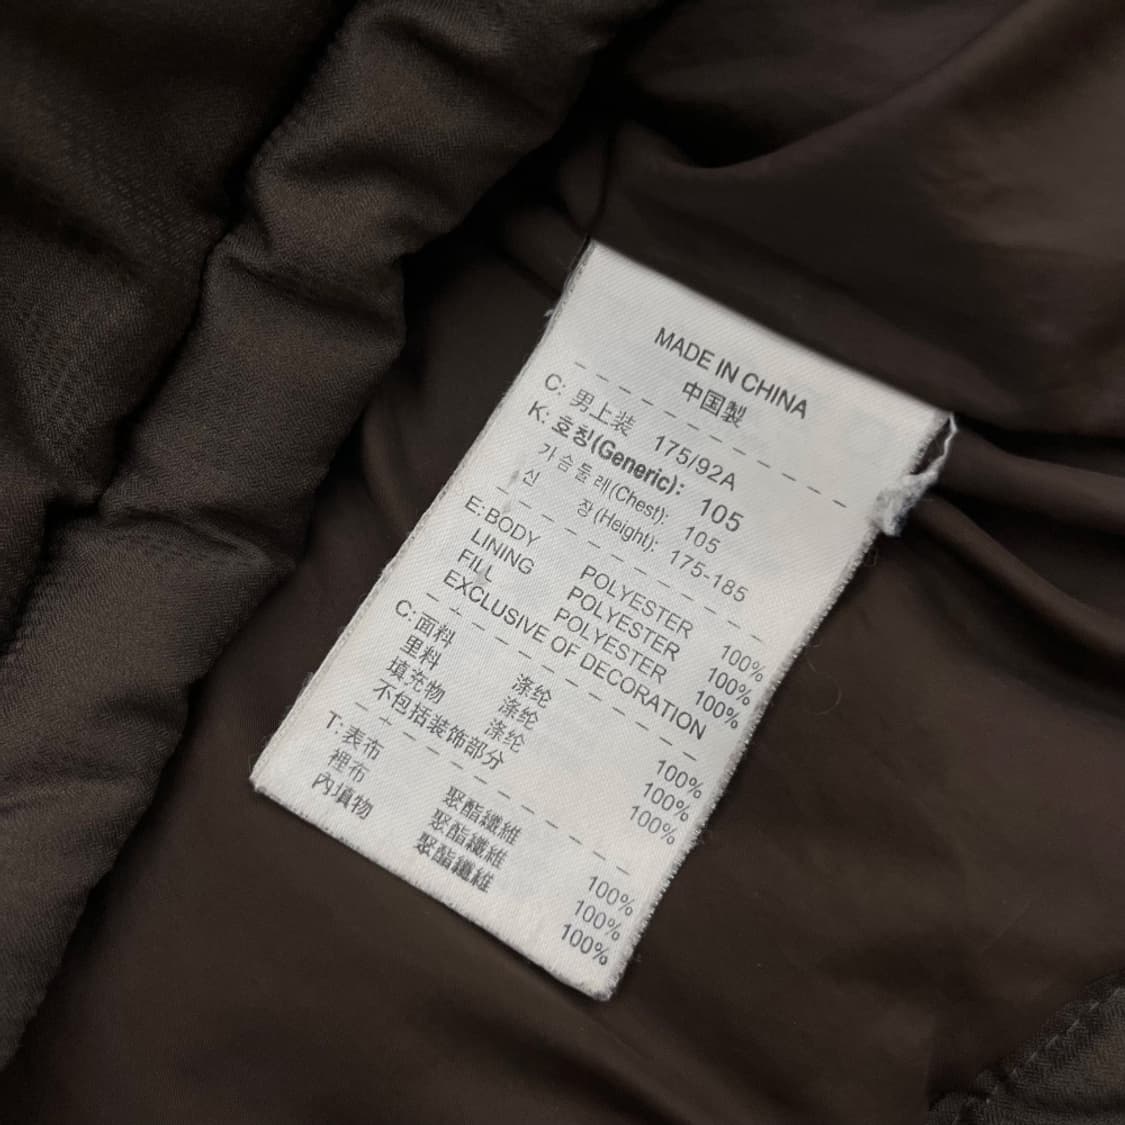 MADE IN CHINA
中国製
C: 男上装 175/92A
K: 호칭(Generic): 105
가슴둘레(Chest): 105
신 장(Height): 175-185
E: BODY POLYESTER 100%
LINING POLYESTER 100%
FILL POLYESTER 100%
EXCLUSIVE OF DECORATION
C: 面料 涤纶 100%
里料 涤纶 100%
填充物 涤纶 100%
不包括装饰部分
T: 表布 聚酯纖維 100%
裡布 聚酯纖維 100%
內填物 聚酯纖維 100%